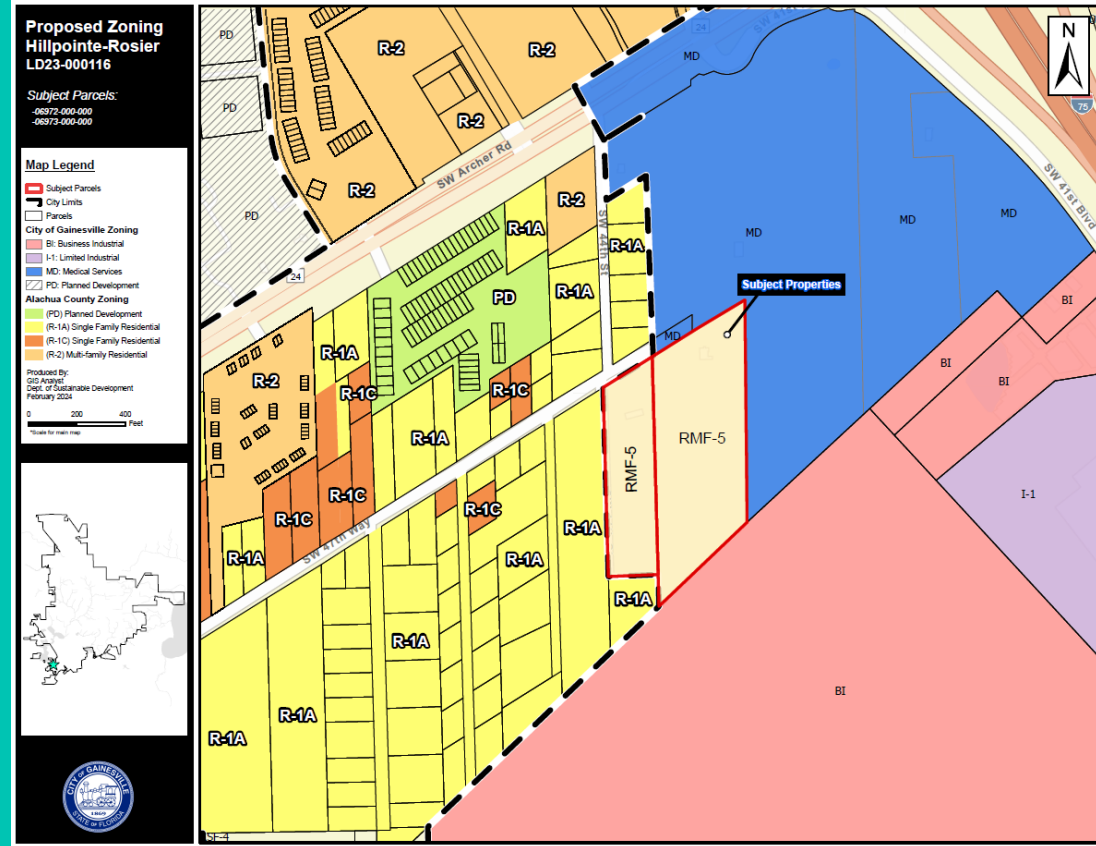 Proposed Zoning
Hillpointe-Rosier
LD23-000116
Subject Parcels:
-06972-000-000
-06973-000-000
Map Legend
Subject Parcels
City Limits
Parcels
City of Gainesville Zoning
BI: Business Industrial
I-1: Limited Industrial
MD: Medical Services
PD: Planned Development
Alachua County Zoning
(PD) Planned Development
(R-1A) Single Family Residential
(R-1C) Single Family Residential
(R-2) Multi-family Residential
Produced By:
GIS Analyst
Dept. of Sustainable Development
February 2024
0 200 400
Feet
*Scale for main map
CITY OF GAINESVILLE
1869
STATE OF FLORIDA
PD
R-2
R-2
24
MD
N
PD
R-2
75
SW Archer Rd
R-2
R-2
PD
SW 44th St
SW 41st Blvd
R-1A
R-1A
MD
MD
MD
24
PD
R-1A
Subject Properties
BI
R-1A
MD
R-2
R-1C
BI
BI
R-1A
RMF-5
RMF-5
R-1C
R-1C
R-1C
I-1
SW 47th Way
R-1A
R-1A
R-1A
R-1A
R-1A
BI
R-1A
R-1A
SF-4